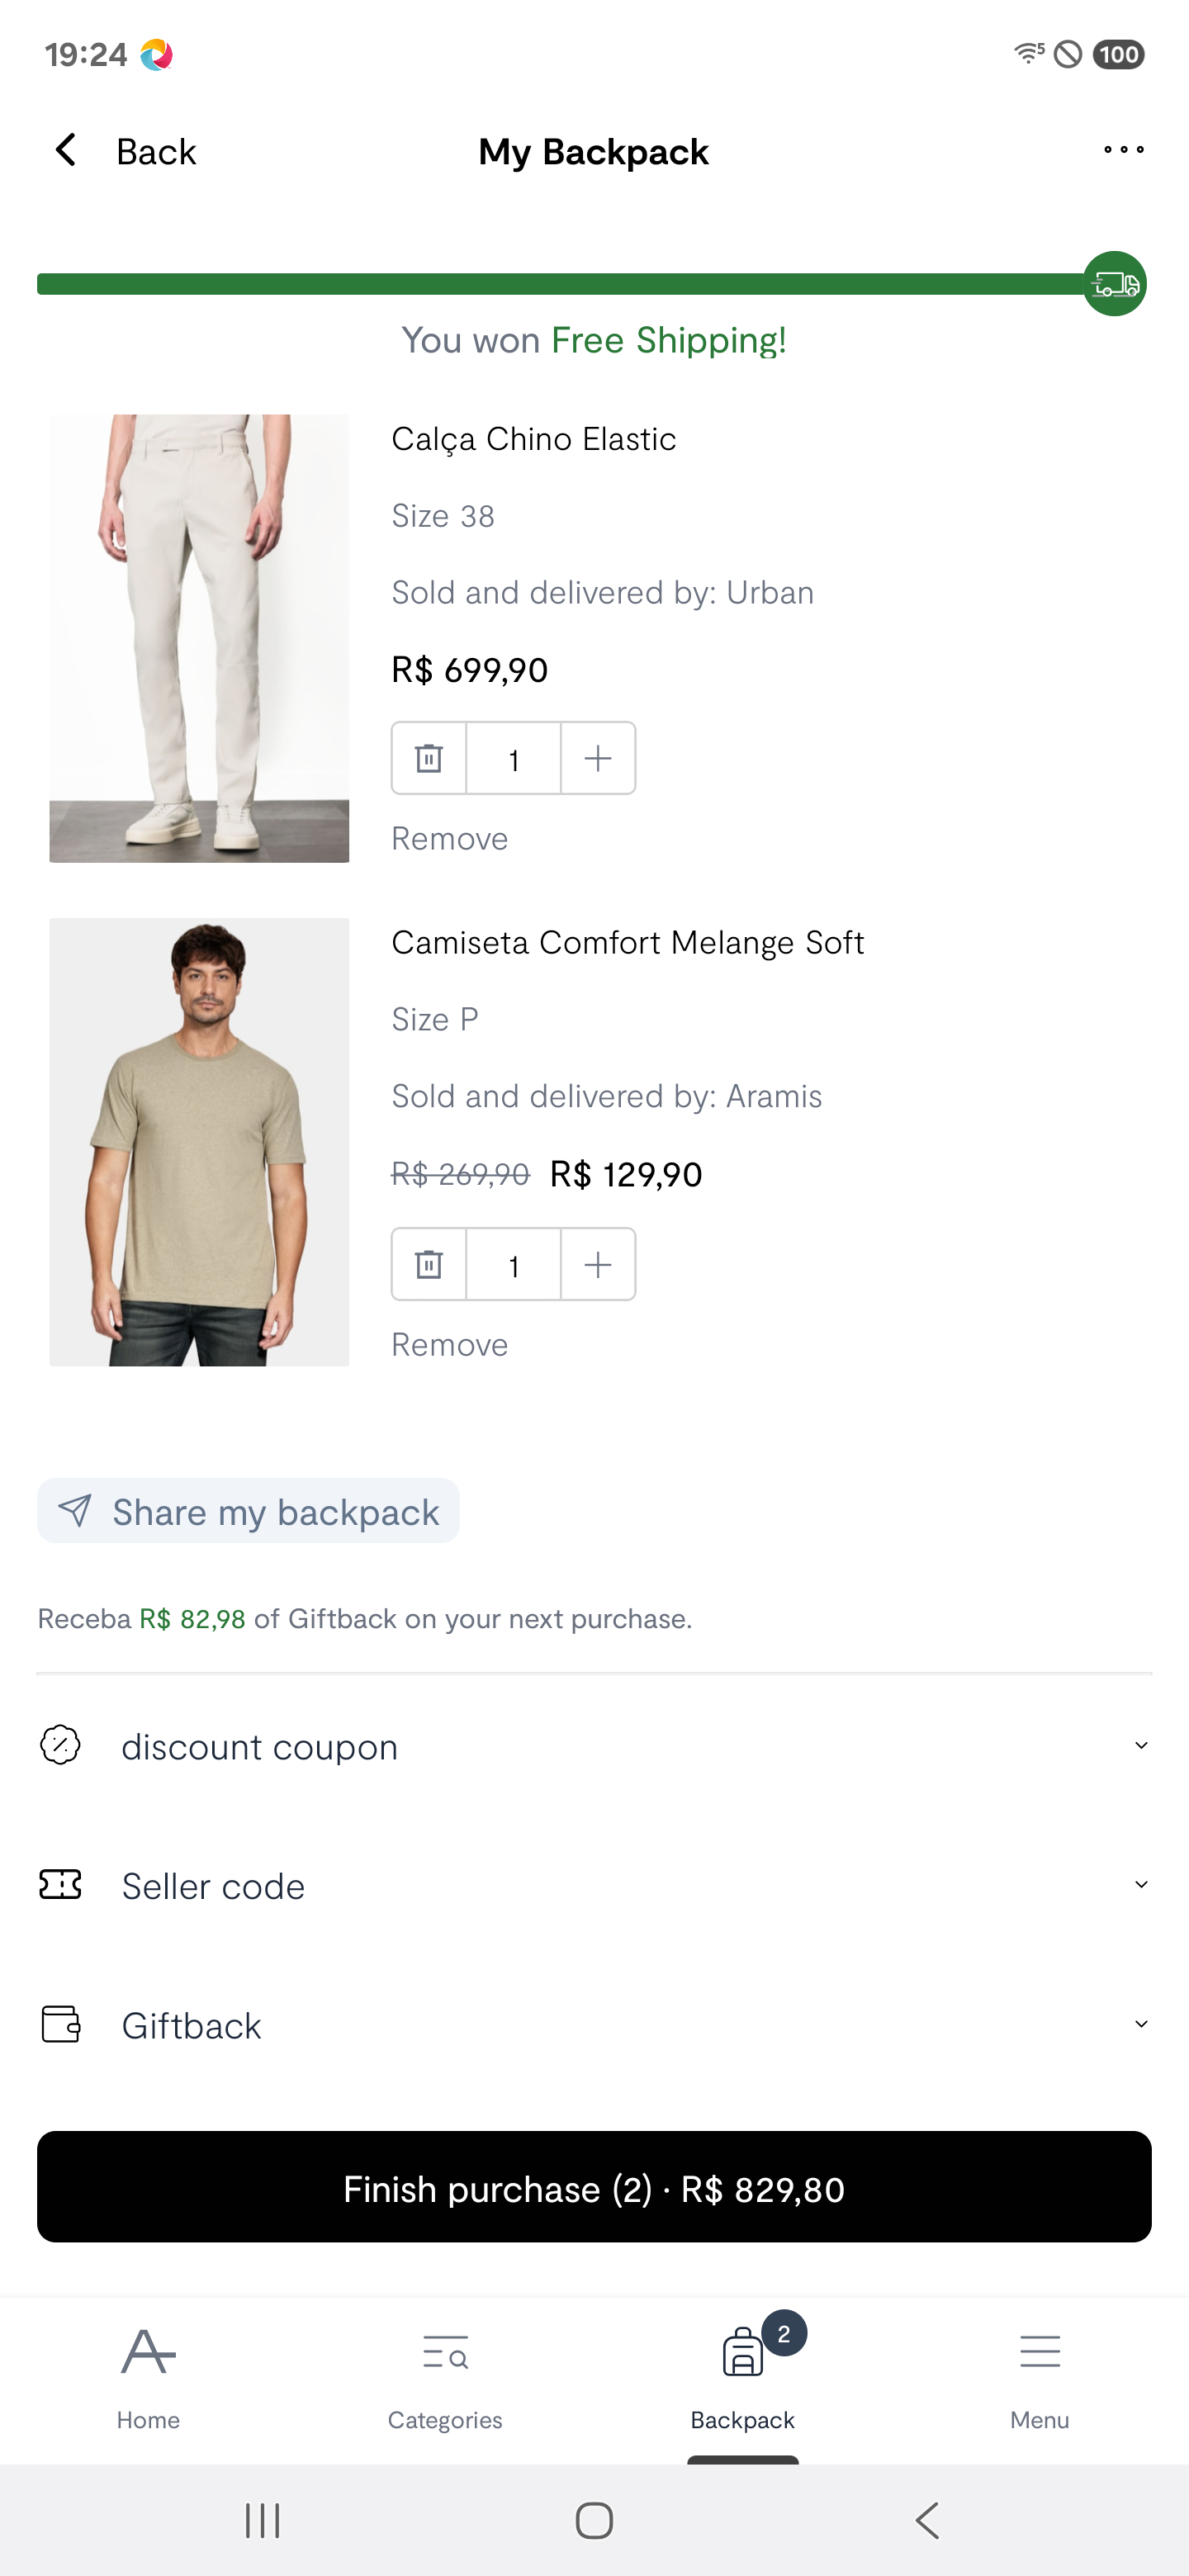 19:24
5
100
Back
My Backpack
You won Free Shipping!
Calça Chino Elastic
Size 38
Sold and delivered by: Urban
R$ 699,90
1
Remove
Camiseta Comfort Melange Soft
Size P
Sold and delivered by: Aramis
R$ 269,90 R$ 129,90
1
Remove
Share my backpack
Receba R$ 82,98 of Giftback on your next purchase.
discount coupon
Seller code
Giftback
Finish purchase (2) · R$ 829,80
2
Home
Categories
Backpack
Menu